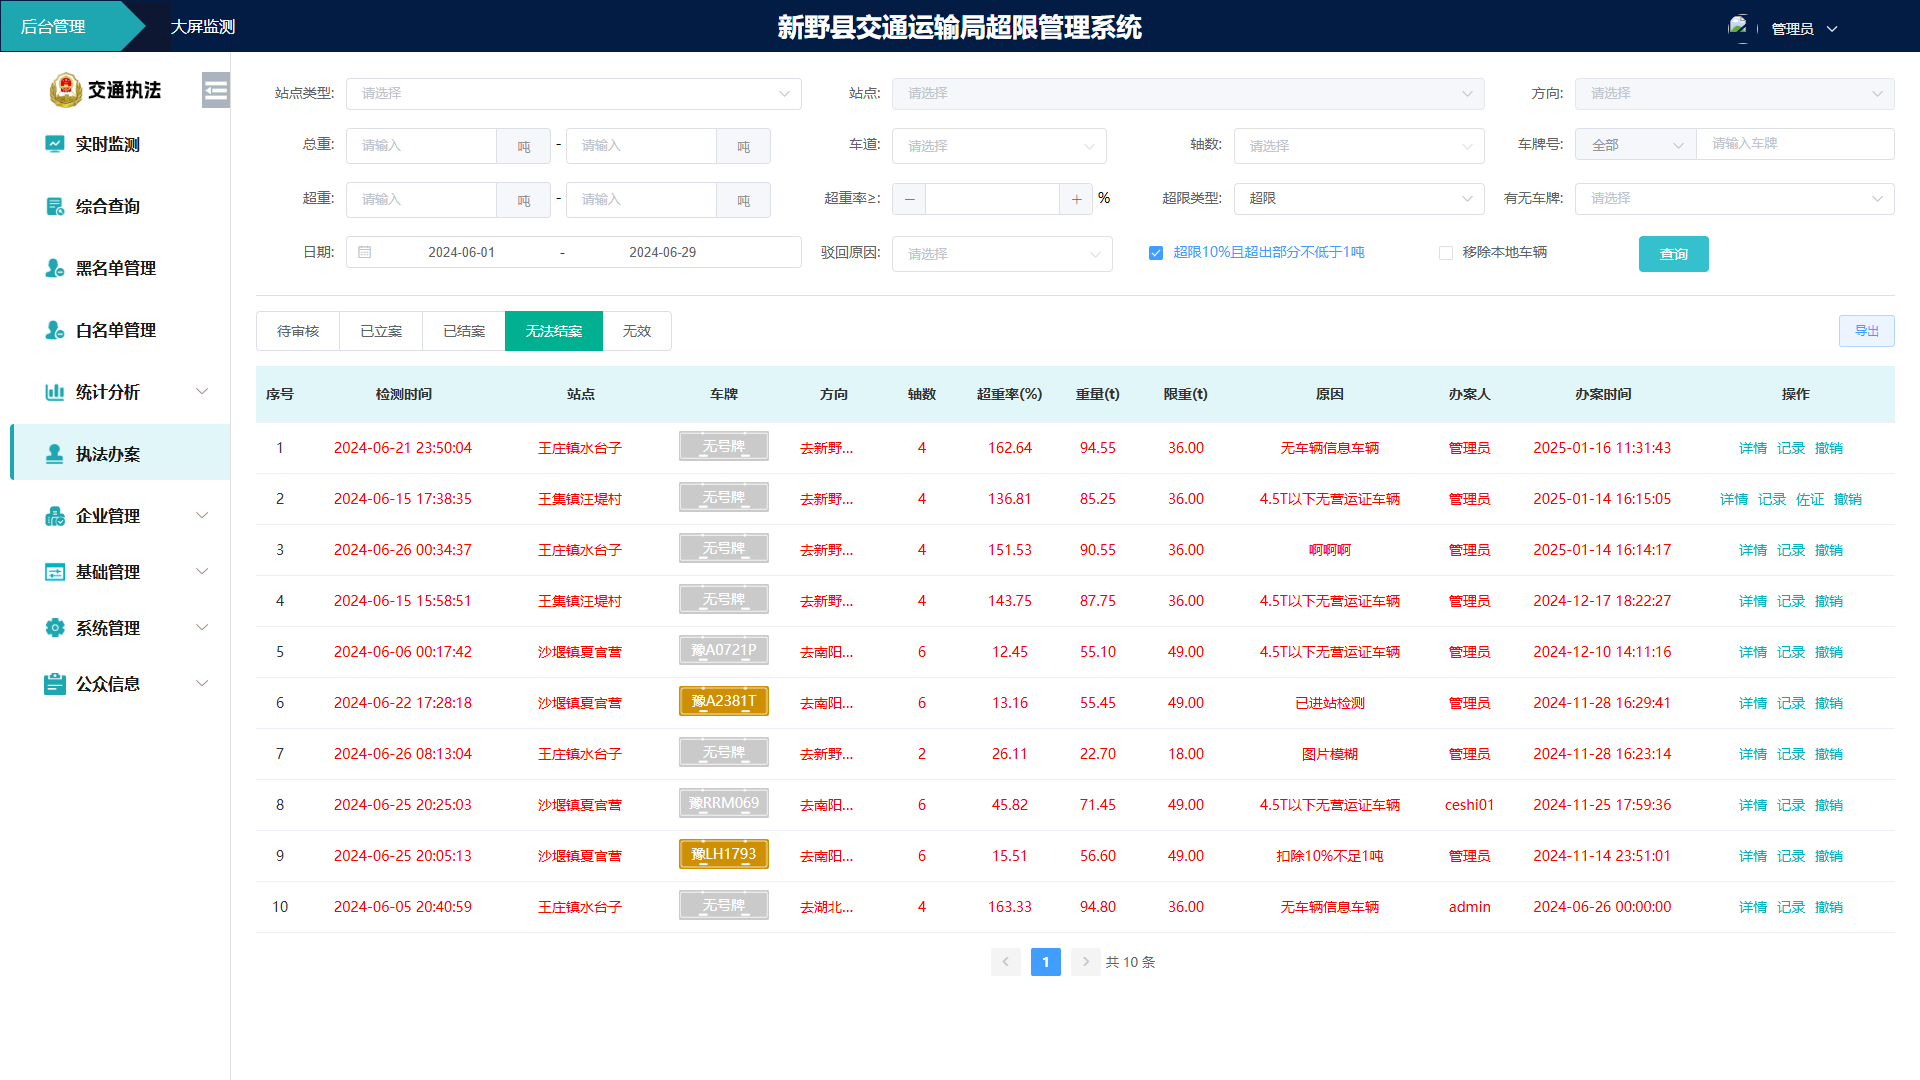 后台管理 大屏监测 新野县交通运输局超限管理系统 管理员
交通执法
实时监测
综合查询
黑名单管理
白名单管理
统计分析
执法办案
企业管理
基础管理
系统管理
公众信息
站点类型: 请选择 站点: 请选择 方向: 请选择
总重: 请输入 吨 - 请输入 吨 车道: 请选择 轴数: 请选择 车牌号: 全部 请输入车牌
超重: 请输入 吨 - 请输入 吨 超重率≥: － ＋ % 超限类型: 超限 有无车牌: 请选择
日期: 2024-06-01 - 2024-06-29 驳回原因: 请选择 超限10%且超出部分不低于1吨 移除本地车辆 查询
待审核 已立案 已结案 无法结案 无效 导出
序号 检测时间 站点 车牌 方向 轴数 超重率(%) 重量(t) 限重(t) 原因 办案人 办案时间 操作
1 2024-06-21 23:50:04 王庄镇水台子 无号牌 去新野... 4 162.64 94.55 36.00 无车辆信息车辆 管理员 2025-01-16 11:31:43 详情 记录 撤销
2 2024-06-15 17:38:35 王集镇汪堤村 无号牌 去新野... 4 136.81 85.25 36.00 4.5T以下无营运证车辆 管理员 2025-01-14 16:15:05 详情 记录 佐证 撤销
3 2024-06-26 00:34:37 王庄镇水台子 无号牌 去新野... 4 151.53 90.55 36.00 啊啊啊 管理员 2025-01-14 16:14:17 详情 记录 撤销
4 2024-06-15 15:58:51 王集镇汪堤村 无号牌 去新野... 4 143.75 87.75 36.00 4.5T以下无营运证车辆 管理员 2024-12-17 18:22:27 详情 记录 撤销
5 2024-06-06 00:17:42 沙堰镇夏官营 豫A0721P 去南阳... 6 12.45 55.10 49.00 4.5T以下无营运证车辆 管理员 2024-12-10 14:11:16 详情 记录 撤销
6 2024-06-22 17:28:18 沙堰镇夏官营 豫A2381T 去南阳... 6 13.16 55.45 49.00 已进站检测 管理员 2024-11-28 16:29:41 详情 记录 撤销
7 2024-06-26 08:13:04 王庄镇水台子 无号牌 去新野... 2 26.11 22.70 18.00 图片模糊 管理员 2024-11-28 16:23:14 详情 记录 撤销
8 2024-06-25 20:25:03 沙堰镇夏官营 豫RRM069 去南阳... 6 45.82 71.45 49.00 4.5T以下无营运证车辆 ceshi01 2024-11-25 17:59:36 详情 记录 撤销
9 2024-06-25 20:05:13 沙堰镇夏官营 豫LH1793 去南阳... 6 15.51 56.60 49.00 扣除10%不足1吨 管理员 2024-11-14 23:51:01 详情 记录 撤销
10 2024-06-05 20:40:59 王庄镇水台子 无号牌 去湖北... 4 163.33 94.80 36.00 无车辆信息车辆 admin 2024-06-26 00:00:00 详情 记录 撤销
1 共 10 条